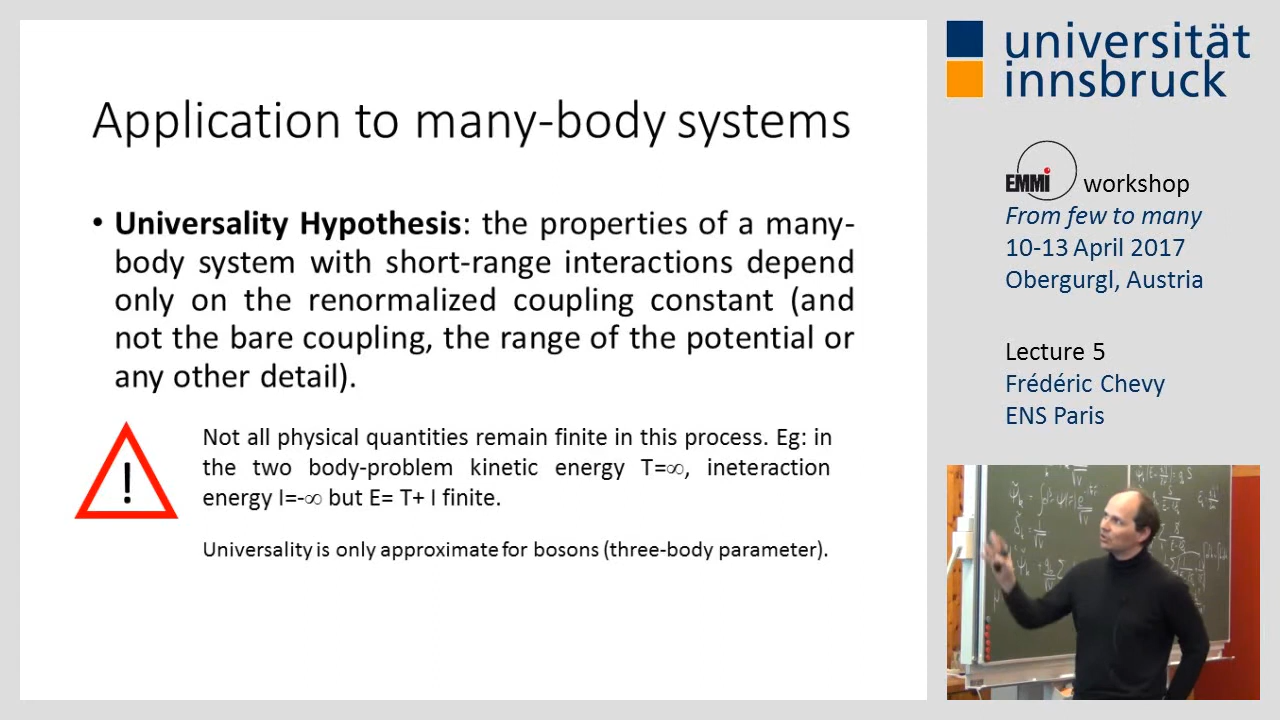 Application to many-body systems
• Universality Hypothesis: the properties of a many-
body system with short-range interactions depend
only on the renormalized coupling constant (and
not the bare coupling, the range of the potential or
any other detail).
!
Not all physical quantities remain finite in this process. Eg: in
the two body-problem kinetic energy T=∞, ineteraction
energy I=-∞ but E= T+ I finite.
Universality is only approximate for bosons (three-body parameter).
universität
innsbruck
EMMI workshop
From few to many
10-13 April 2017
Obergurgl, Austria
Lecture 5
Frédéric Chevy
ENS Paris